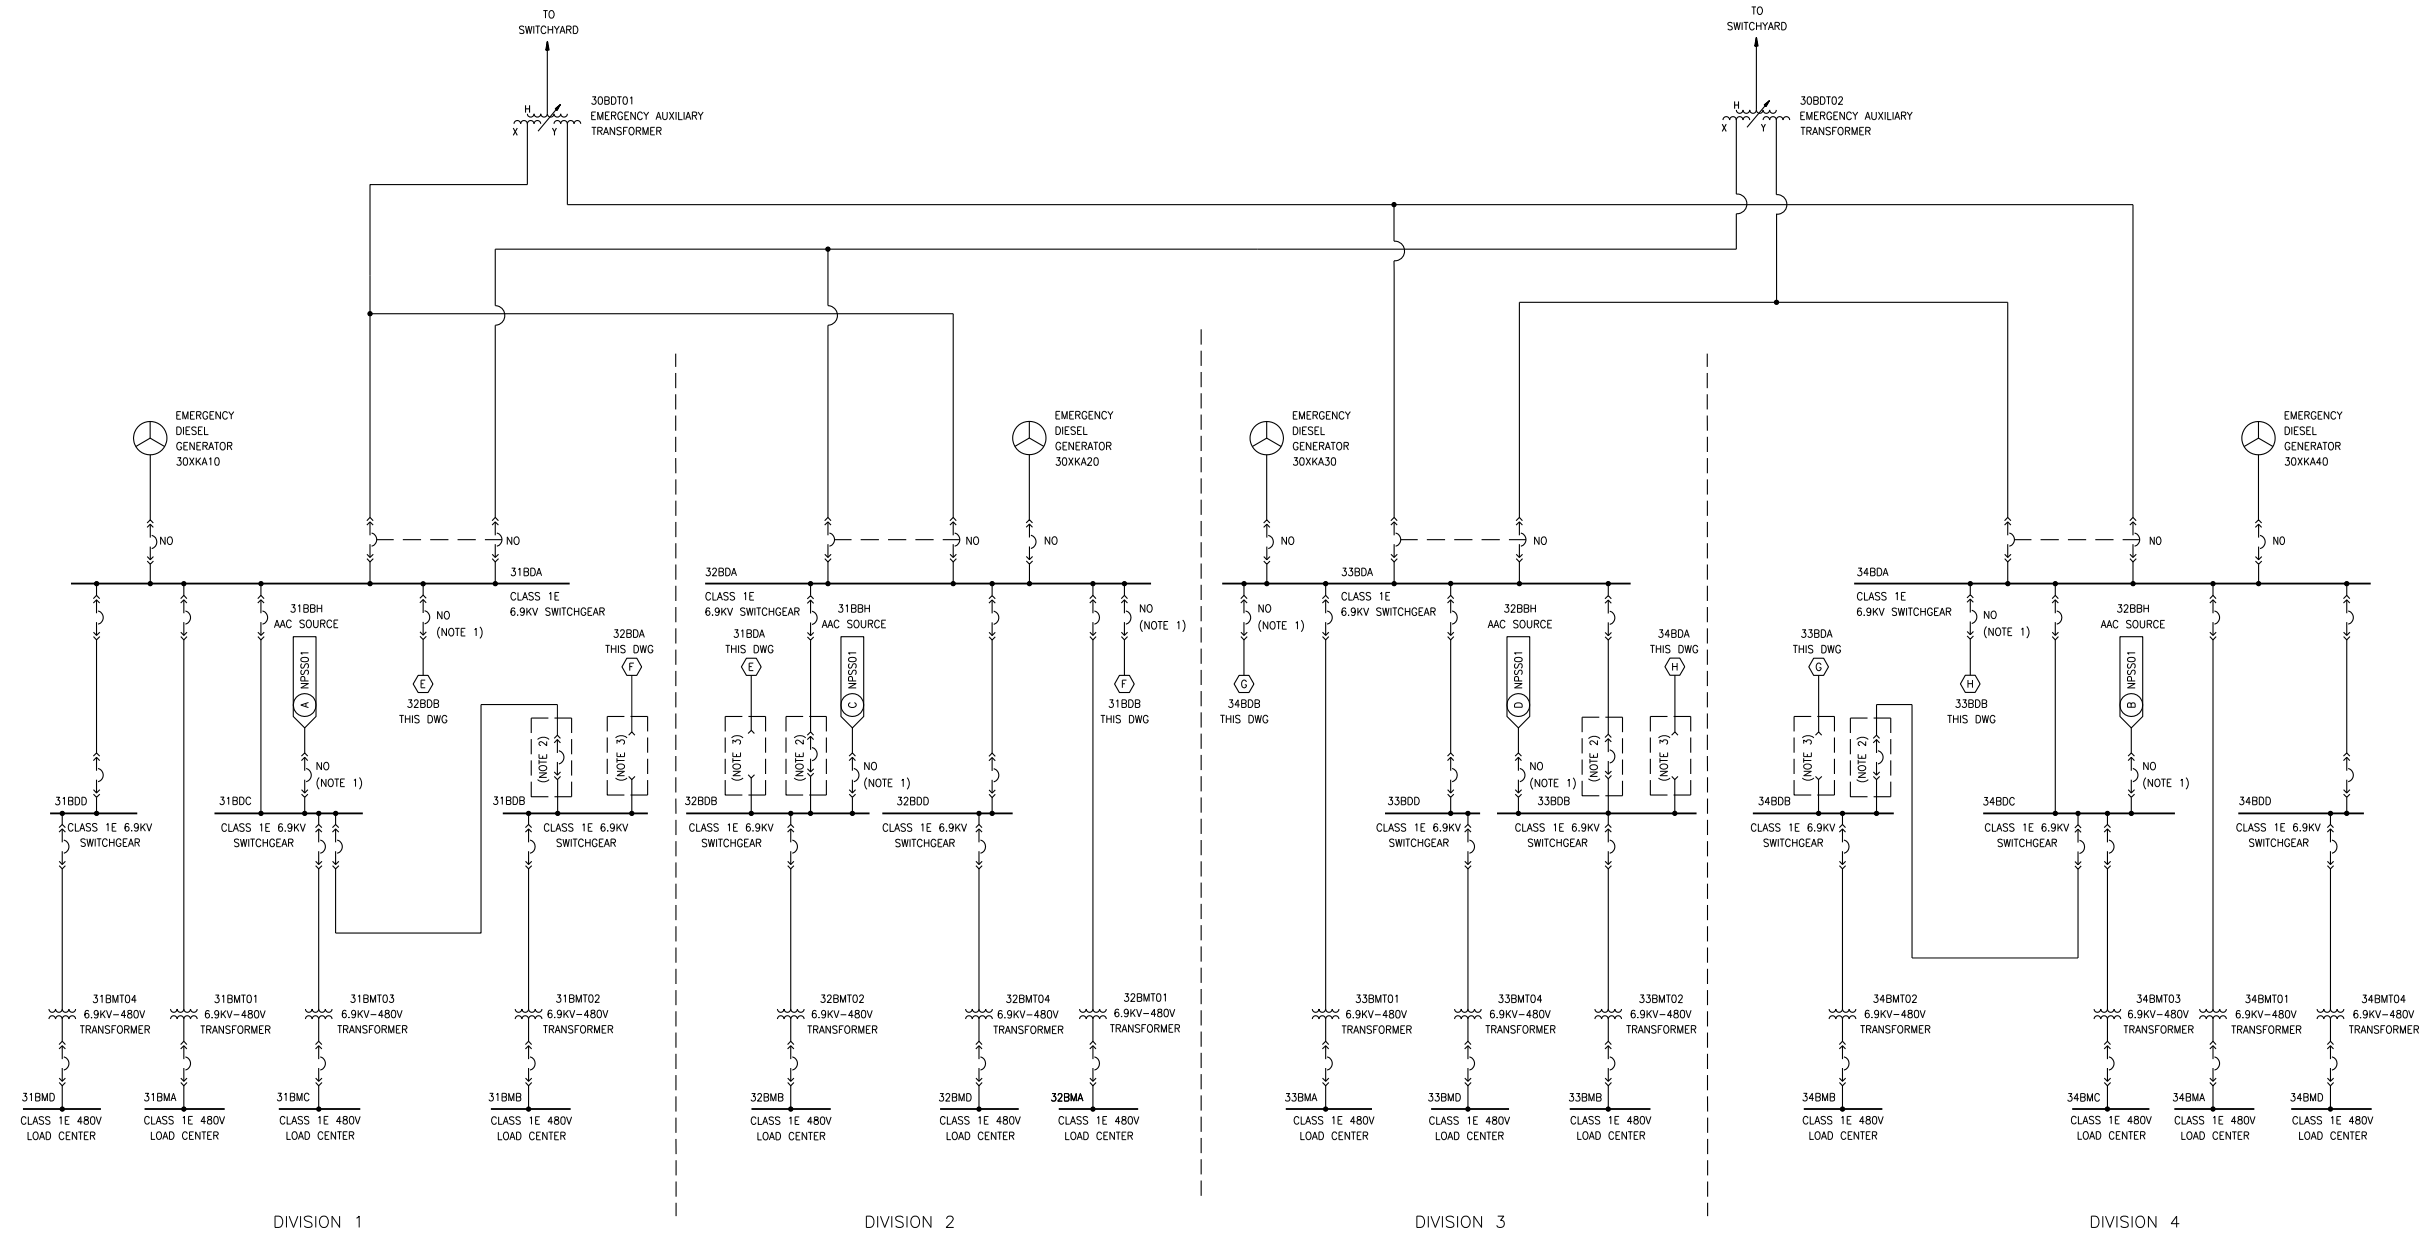 TO
SWITCHYARD
H
X
Y
30BDT01
EMERGENCY AUXILIARY
TRANSFORMER
TO
SWITCHYARD
H
X
Y
30BDT02
EMERGENCY AUXILIARY
TRANSFORMER
EMERGENCY
DIESEL
GENERATOR
30XKA10
NO
NO
31BDA
CLASS 1E
6.9KV SWITCHGEAR
31BBH
AAC SOURCE
NPSS01
A
NO
(NOTE 1)
NO
(NOTE 1)
E
32BDB
THIS DWG
32BDA
THIS DWG
F
(NOTE 2)
(NOTE 3)
31BDD
CLASS 1E 6.9KV
SWITCHGEAR
31BDC
CLASS 1E 6.9KV
SWITCHGEAR
31BDB
CLASS 1E 6.9KV
SWITCHGEAR
31BMT04
6.9KV-480V
TRANSFORMER
31BMT01
6.9KV-480V
TRANSFORMER
31BMT03
6.9KV-480V
TRANSFORMER
31BMT02
6.9KV-480V
TRANSFORMER
31BMD
CLASS 1E 480V
LOAD CENTER
31BMA
CLASS 1E 480V
LOAD CENTER
31BMC
CLASS 1E 480V
LOAD CENTER
31BMB
CLASS 1E 480V
LOAD CENTER
DIVISION 1
EMERGENCY
DIESEL
GENERATOR
30XKA20
NO
NO
32BDA
CLASS 1E
6.9KV SWITCHGEAR
31BDA
THIS DWG
E
31BBH
AAC SOURCE
NPSS01
C
NO
(NOTE 1)
NO
(NOTE 1)
F
31BDB
THIS DWG
(NOTE 3)
(NOTE 2)
32BDB
CLASS 1E 6.9KV
SWITCHGEAR
32BDD
CLASS 1E 6.9KV
SWITCHGEAR
32BMT02
6.9KV-480V
TRANSFORMER
32BMT04
6.9KV-480V
TRANSFORMER
32BMT01
6.9KV-480V
TRANSFORMER
32BMB
CLASS 1E 480V
LOAD CENTER
32BMD
CLASS 1E 480V
LOAD CENTER
32BMA
CLASS 1E 480V
LOAD CENTER
DIVISION 2
EMERGENCY
DIESEL
GENERATOR
30XKA30
NO
NO
33BDA
CLASS 1E
6.9KV SWITCHGEAR
NO
(NOTE 1)
G
34BDB
THIS DWG
32BBH
AAC SOURCE
NPSS01
D
NO
(NOTE 1)
34BDA
THIS DWG
H
(NOTE 2)
(NOTE 3)
33BDD
CLASS 1E 6.9KV
SWITCHGEAR
33BDB
CLASS 1E 6.9KV
SWITCHGEAR
33BMT01
6.9KV-480V
TRANSFORMER
33BMT04
6.9KV-480V
TRANSFORMER
33BMT02
6.9KV-480V
TRANSFORMER
33BMA
CLASS 1E 480V
LOAD CENTER
33BMD
CLASS 1E 480V
LOAD CENTER
33BMB
CLASS 1E 480V
LOAD CENTER
DIVISION 3
EMERGENCY
DIESEL
GENERATOR
30XKA40
NO
NO
34BDA
CLASS 1E
6.9KV SWITCHGEAR
33BDA
THIS DWG
G
NO
(NOTE 1)
H
33BDB
THIS DWG
32BBH
AAC SOURCE
NPSS01
B
NO
(NOTE 1)
(NOTE 3)
(NOTE 2)
34BDB
CLASS 1E 6.9KV
SWITCHGEAR
34BDC
CLASS 1E 6.9KV
SWITCHGEAR
34BDD
CLASS 1E 6.9KV
SWITCHGEAR
34BMT02
6.9KV-480V
TRANSFORMER
34BMT03
6.9KV-480V
TRANSFORMER
34BMT01
6.9KV-480V
TRANSFORMER
34BMT04
6.9KV-480V
TRANSFORMER
34BMB
CLASS 1E 480V
LOAD CENTER
34BMC
CLASS 1E 480V
LOAD CENTER
34BMA
CLASS 1E 480V
LOAD CENTER
34BMD
CLASS 1E 480V
LOAD CENTER
DIVISION 4